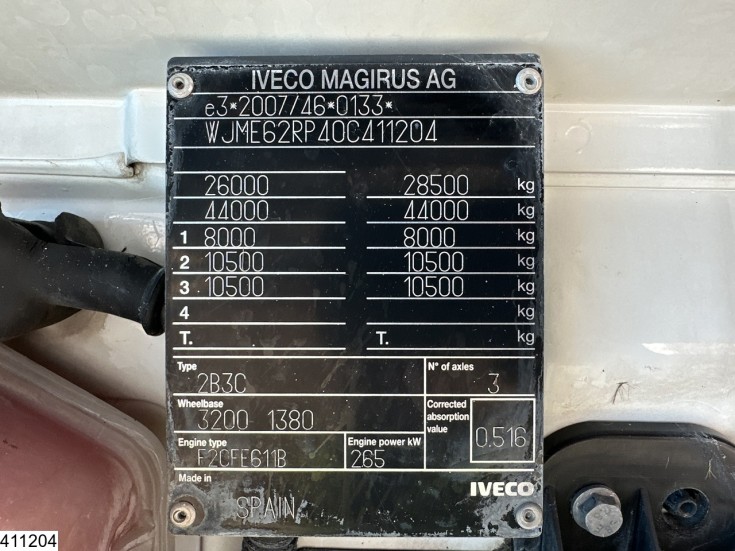 IVECO MAGIRUS AG
e3*2007/46*0133*
WJME62RP40C411204
26000 28500 kg
44000 44000 kg
1 8000 8000 kg
2 10500 10500 kg
3 10500 10500 kg
4 kg
T. T. kg
Type N° of axles
2B3C 3
Wheelbase Corrected absorption value
3200 1380 0.516
Engine type Engine power kW
F2CFE611B 265
Made in IVECO
SPAIN
411204